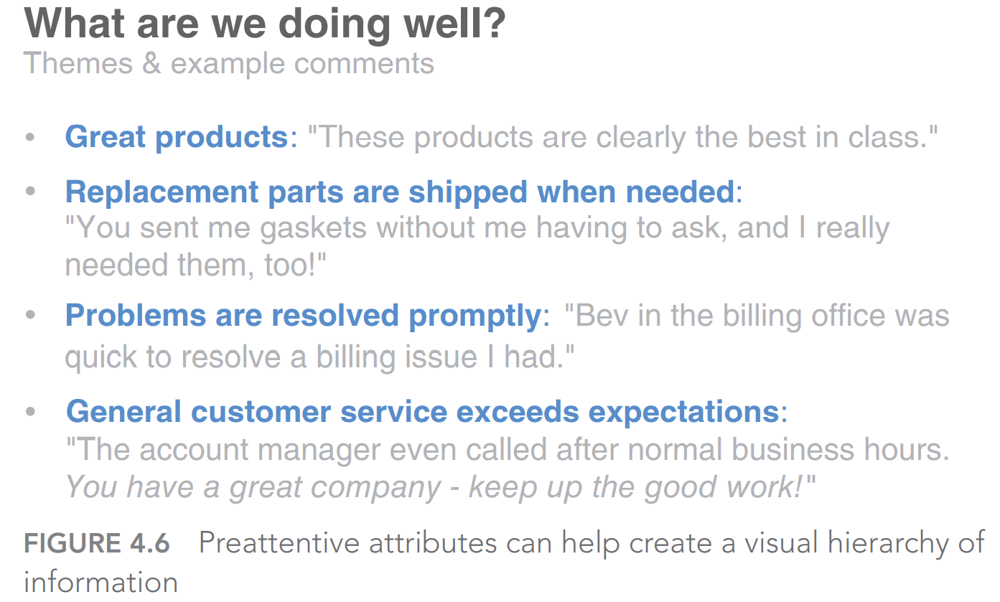 What are we doing well?
Themes & example comments
• Great products: "These products are clearly the best in class."
• Replacement parts are shipped when needed:
"You sent me gaskets without me having to ask, and I really
needed them, too!"
• Problems are resolved promptly: "Bev in the billing office was
quick to resolve a billing issue I had."
• General customer service exceeds expectations:
"The account manager even called after normal business hours.
You have a great company - keep up the good work!"
FIGURE 4.6 Preattentive attributes can help create a visual hierarchy of
information